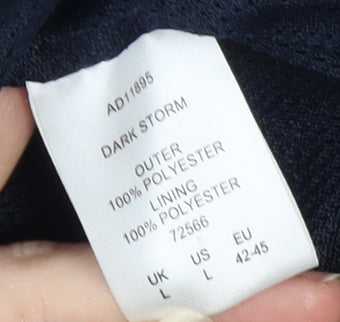 AD11895
DARK STORM
OUTER
100% POLYESTER
LINING
100% POLYESTER
72566
UK US EU
L L 42-45